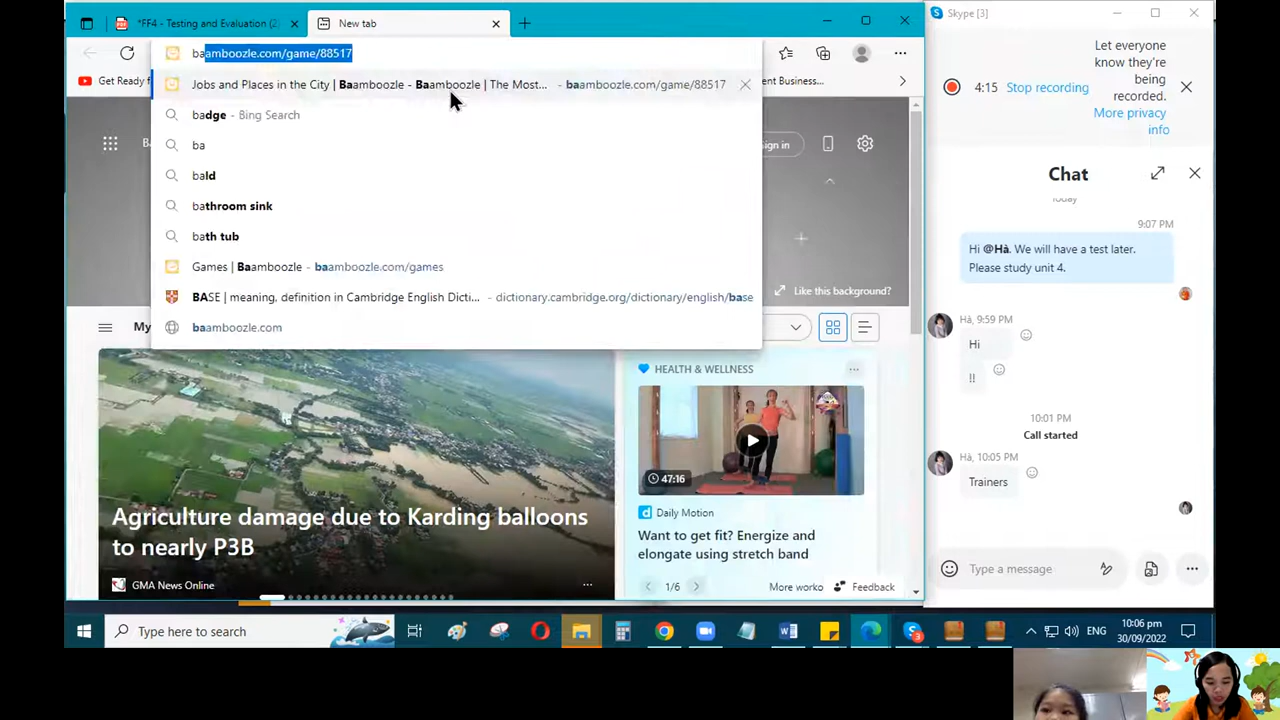 *FF4 - Testing and Evaluation (2)
New tab
baamboozle.com/game/88517
Get Ready f
ent Business...
Jobs and Places in the City | Baamboozle - Baamboozle | The Most... - baamboozle.com/game/88517
badge - Bing Search
ba
bald
bathroom sink
bath tub
Games | Baamboozle - baamboozle.com/games
BASE | meaning, definition in Cambridge English Dicti... - dictionary.cambridge.org/dictionary/english/base
baamboozle.com
sign in
Like this background?
My
Agriculture damage due to Karding balloons
to nearly P3B
GMA News Online
HEALTH & WELLNESS
47:16
Daily Motion
Want to get fit? Energize and
elongate using stretch band
1/6
More worko
Feedback
Skype [3]
Let everyone
know they're
being
recorded.
More privacy
info
4:15 Stop recording
Chat
Today
9:07 PM
Hi @Hà. We will have a test later.
Please study unit 4.
Hà, 9:59 PM
Hi
!!
10:01 PM
Call started
Hà, 10:05 PM
Trainers
Type a message
Type here to search
ENG
10:06 pm
30/09/2022